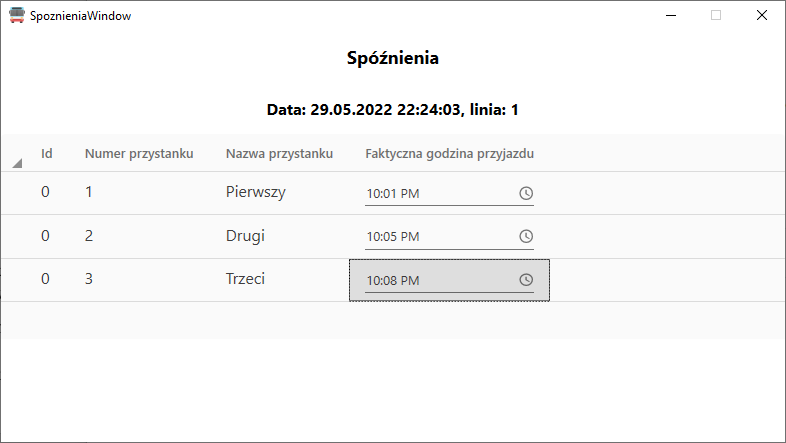 SpoznieniaWindow
Spóźnienia
Data: 29.05.2022 22:24:03, linia: 1
Id Numer przystanku Nazwa przystanku Faktyczna godzina przyjazdu
0 1 Pierwszy 10:01 PM
0 2 Drugi 10:05 PM
0 3 Trzeci 10:08 PM